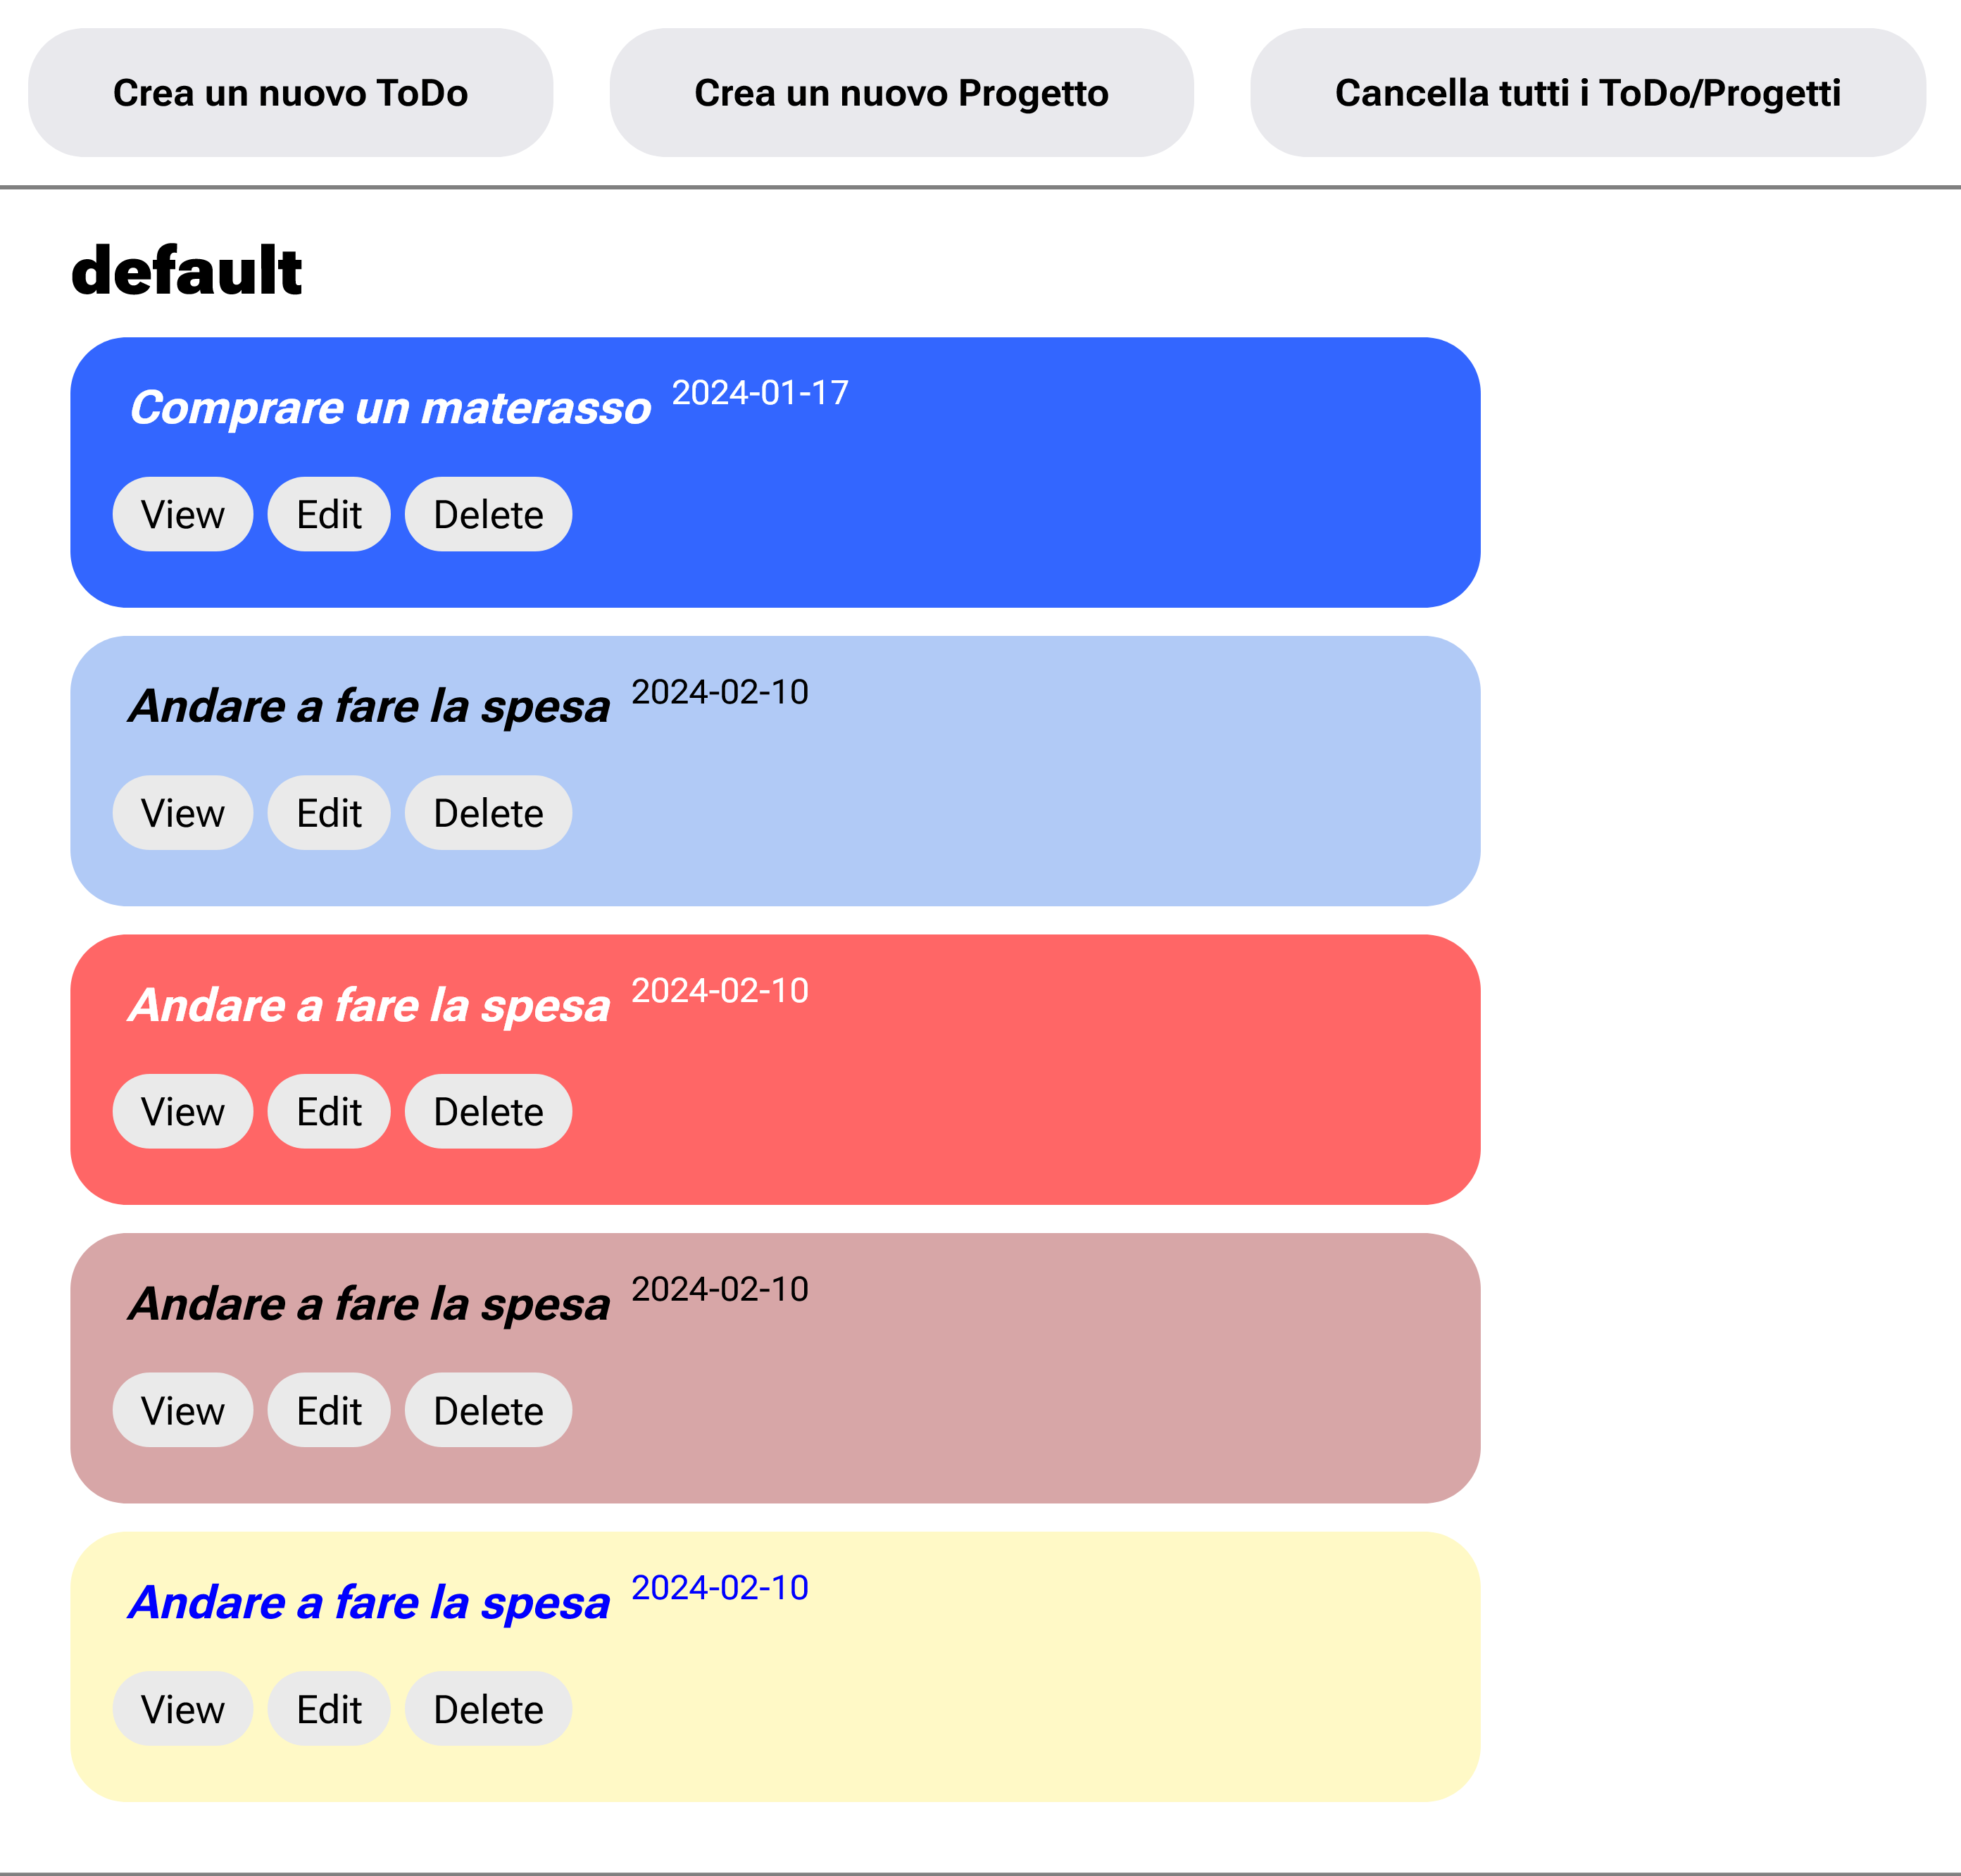 Crea un nuovo ToDo Crea un nuovo Progetto Cancella tutti i ToDo/Progetti
default
Comprare un materasso 2024-01-17
View Edit Delete
Andare a fare la spesa 2024-02-10
View Edit Delete
Andare a fare la spesa 2024-02-10
View Edit Delete
Andare a fare la spesa 2024-02-10
View Edit Delete
Andare a fare la spesa 2024-02-10
View Edit Delete